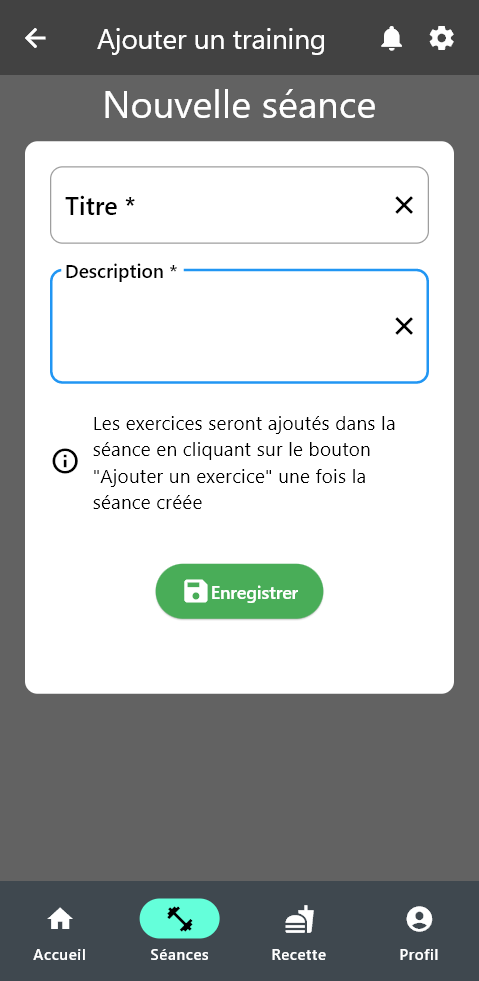 Ajouter un training
Nouvelle séance
Titre *
Description *
Les exercices seront ajoutés dans la
séance en cliquant sur le bouton
"Ajouter un exercice" une fois la
séance créée
Enregistrer
Accueil
Séances
Recette
Profil